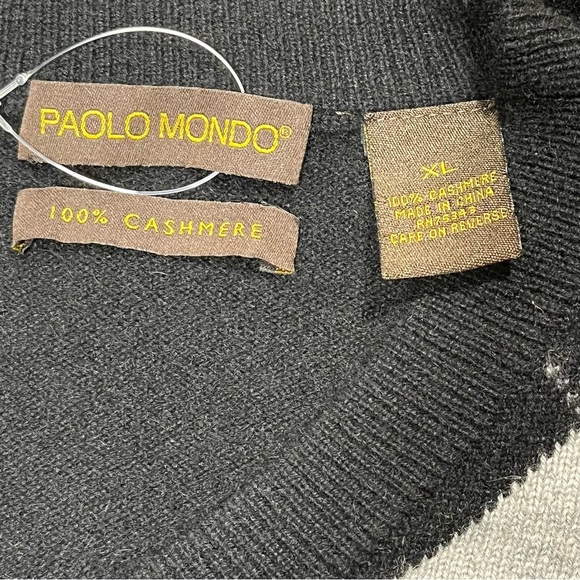 PAOLO MONDO®
100% CASHMERE
XL
100% CASHMERE
MADE IN CHINA
CARE ON REVERSE